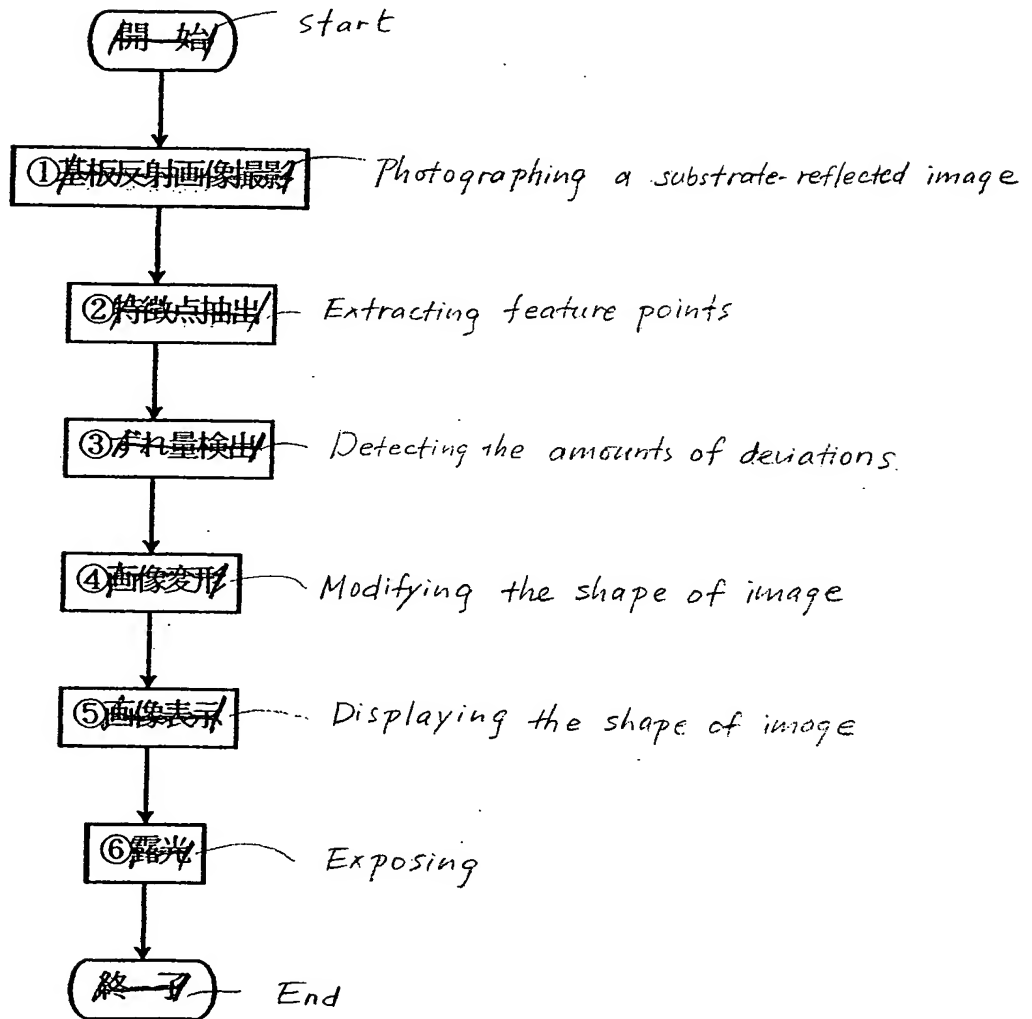 開 始 start
①基板反射画像撮影 Photographing a substrate-reflected image
②特徴点抽出 Extracting feature points
③ずれ量検出 Detecting the amounts of deviations.
④画像変形 Modifying the shape of image
⑤画像表示 Displaying the shape of image
⑥露光 Exposing
終 了 End